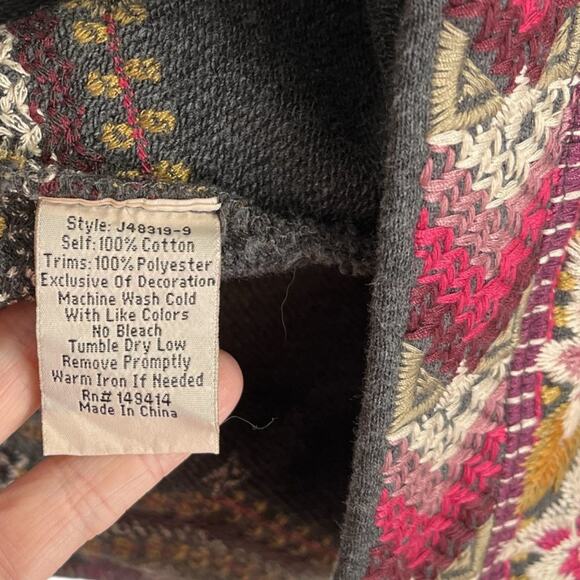 Style: J48319-9
Self: 100% Cotton
Trims: 100% Polyester
Exclusive Of Decoration
Machine Wash Cold
With Like Colors
No Bleach
Tumble Dry Low
Remove Promptly
Warm Iron If Needed
Rn# 149414
Made In China